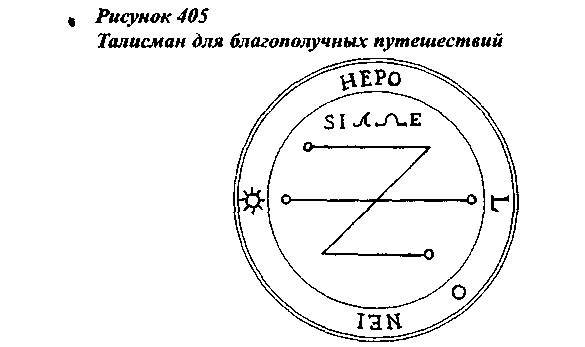 Рисунок 405
Талисман для благополучных путешествий
HEPO
SI
E
L
NEI